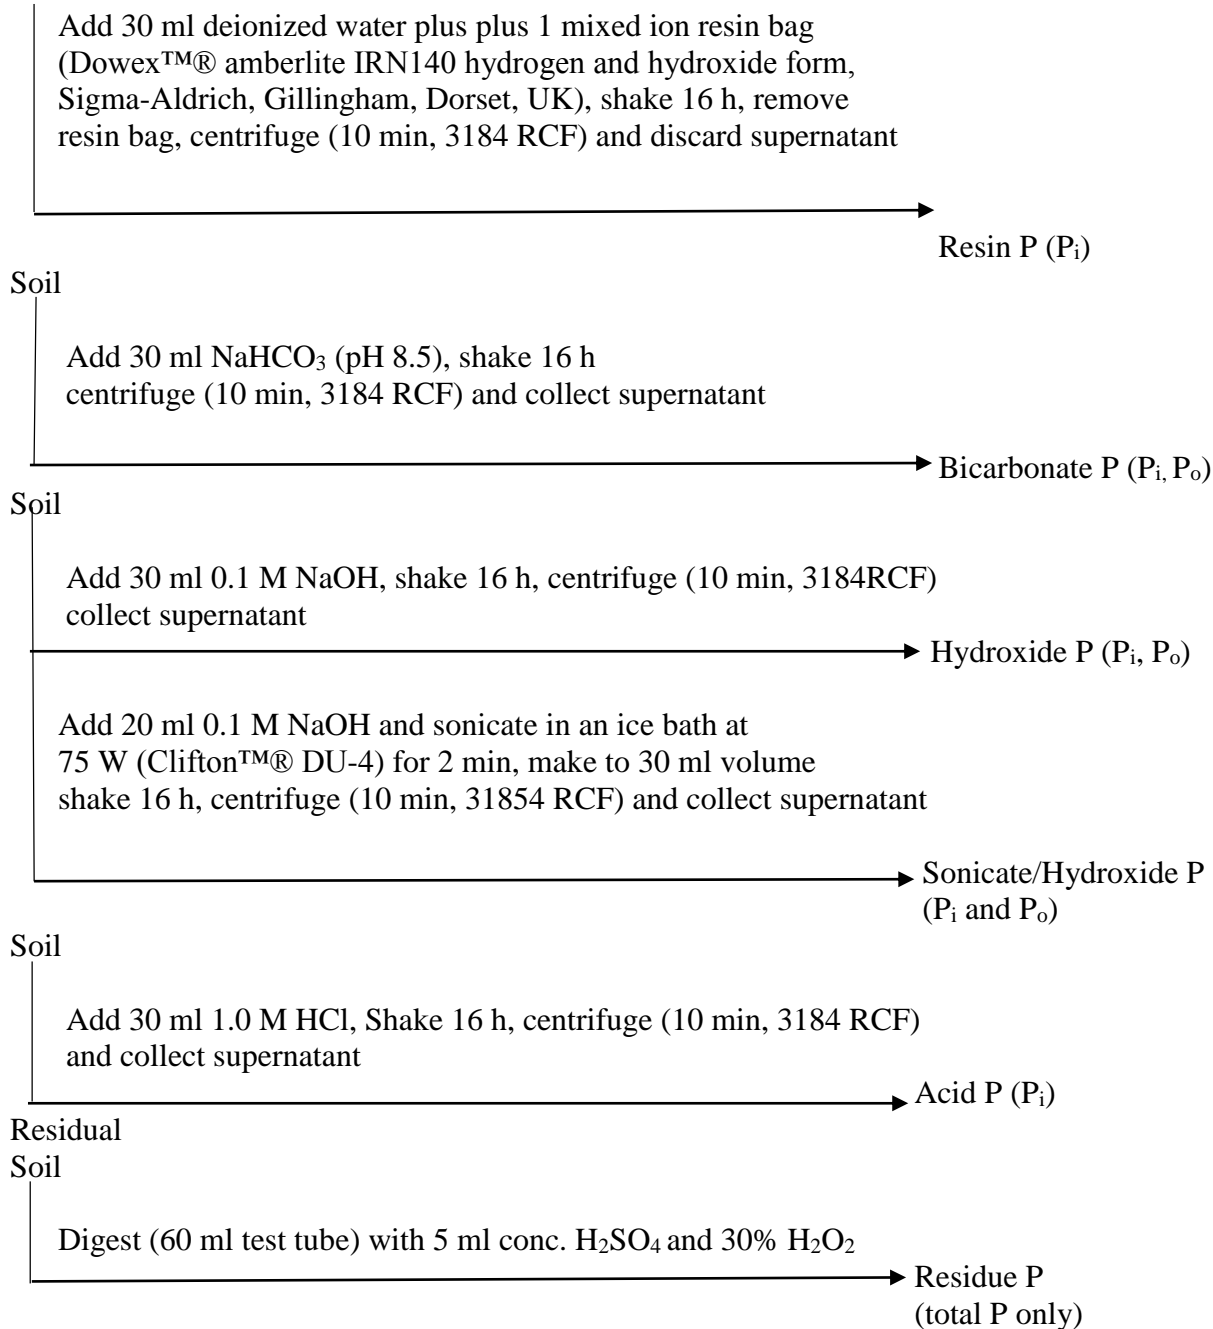 Add 30 ml deionized water plus plus 1 mixed ion resin bag
(Dowex™® amberlite IRN140 hydrogen and hydroxide form,
Sigma-Aldrich, Gillingham, Dorset, UK), shake 16 h, remove
resin bag, centrifuge (10 min, 3184 RCF) and discard supernatant
Resin P (Pᵢ)
Soil
Add 30 ml NaHCO₃ (pH 8.5), shake 16 h
centrifuge (10 min, 3184 RCF) and collect supernatant
Bicarbonate P (Pᵢ, Pₒ)
Soil
Add 30 ml 0.1 M NaOH, shake 16 h, centrifuge (10 min, 3184RCF)
collect supernatant
Hydroxide P (Pᵢ, Pₒ)
Add 20 ml 0.1 M NaOH and sonicate in an ice bath at
75 W (Clifton™® DU-4) for 2 min, make to 30 ml volume
shake 16 h, centrifuge (10 min, 31854 RCF) and collect supernatant
Sonicate/Hydroxide P
(Pᵢ and Pₒ)
Soil
Add 30 ml 1.0 M HCl, Shake 16 h, centrifuge (10 min, 3184 RCF)
and collect supernatant
Acid P (Pᵢ)
Residual
Soil
Digest (60 ml test tube) with 5 ml conc. H₂SO₄ and 30% H₂O₂
Residue P
(total P only)